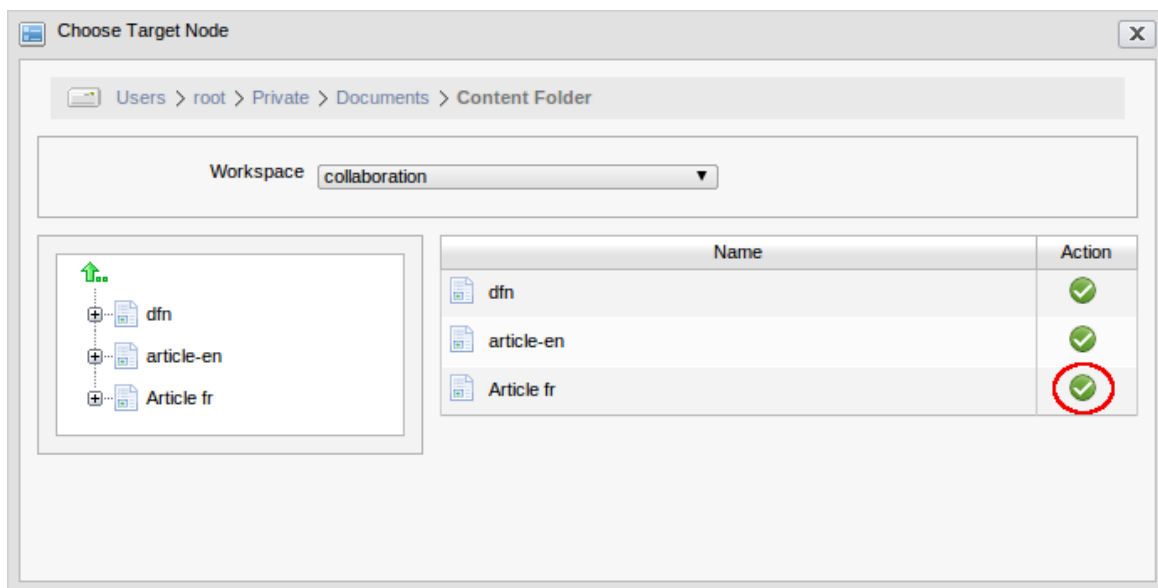 Choose Target Node
X
Users > root > Private > Documents > Content Folder
Workspace collaboration
dfn
article-en
Article fr
Name Action
dfn
article-en
Article fr